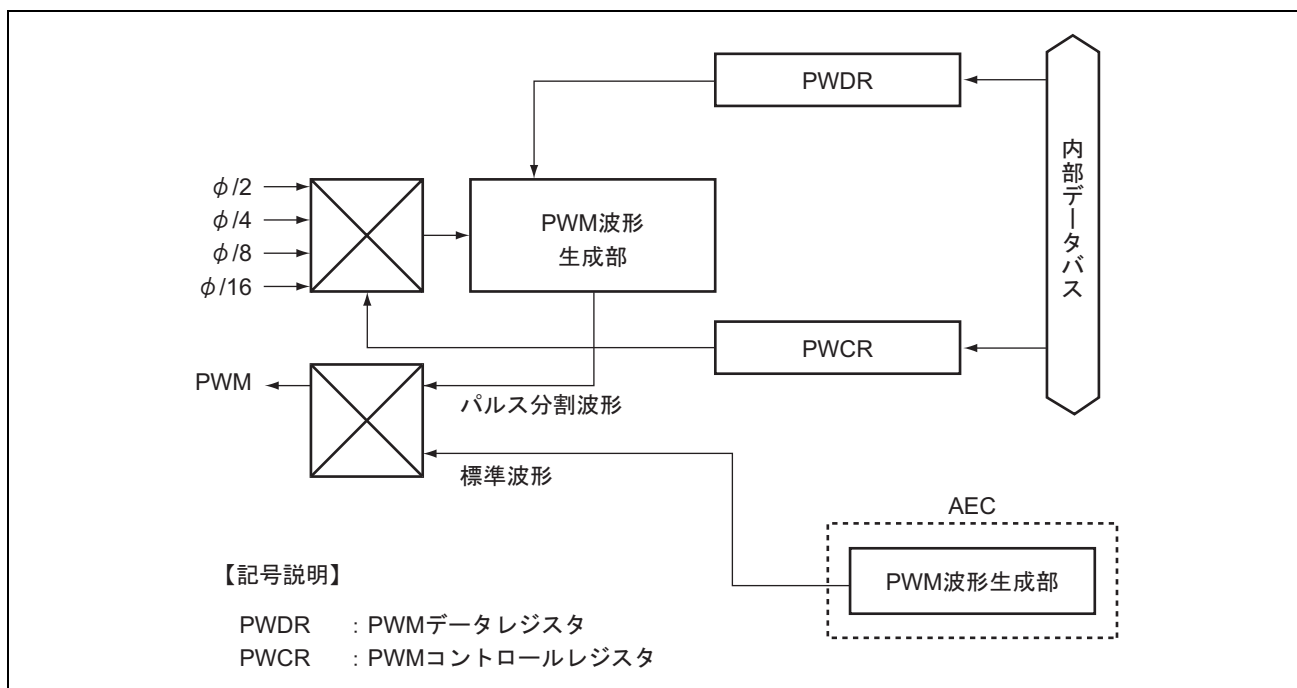 PWDR
内部データバス
φ/2
φ/4
φ/8
φ/16
PWM波形
生成部
PWCR
PWM
パルス分割波形
標準波形
AEC
PWM波形生成部
【記号説明】
PWDR : PWMデータレジスタ
PWCR : PWMコントロールレジスタ